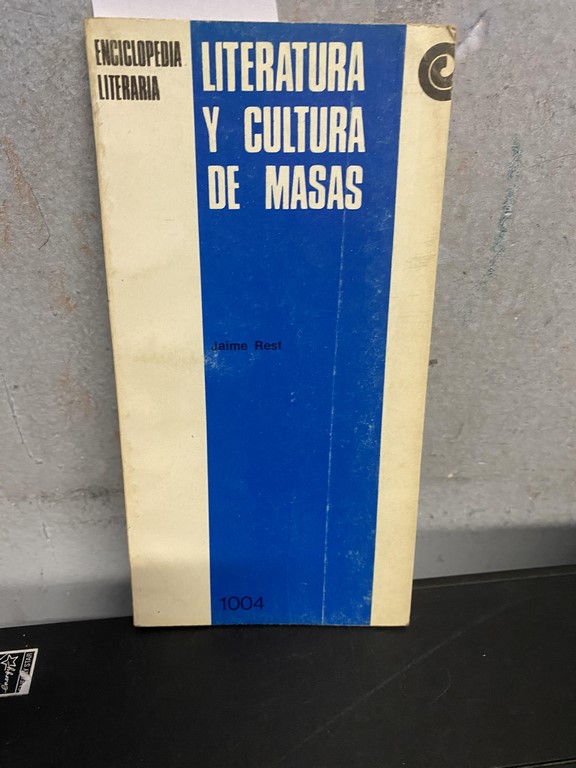 ENCICLOPEDIA
LITERARIA
LITERATURA
Y CULTURA
DE MASAS
Jaime Rest
1004